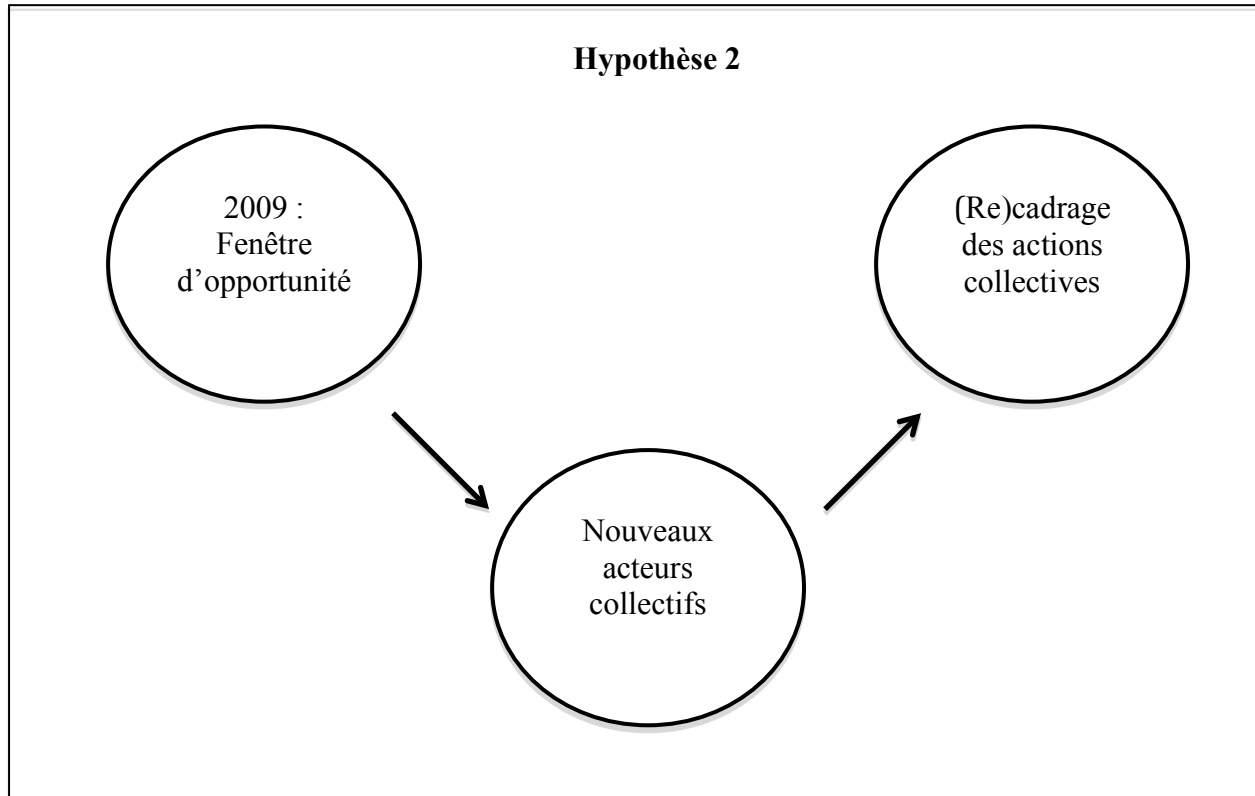 Hypothèse 2
2009 :
Fenêtre
d’opportunité
(Re)cadrage
des actions
collectives
Nouveaux
acteurs
collectifs